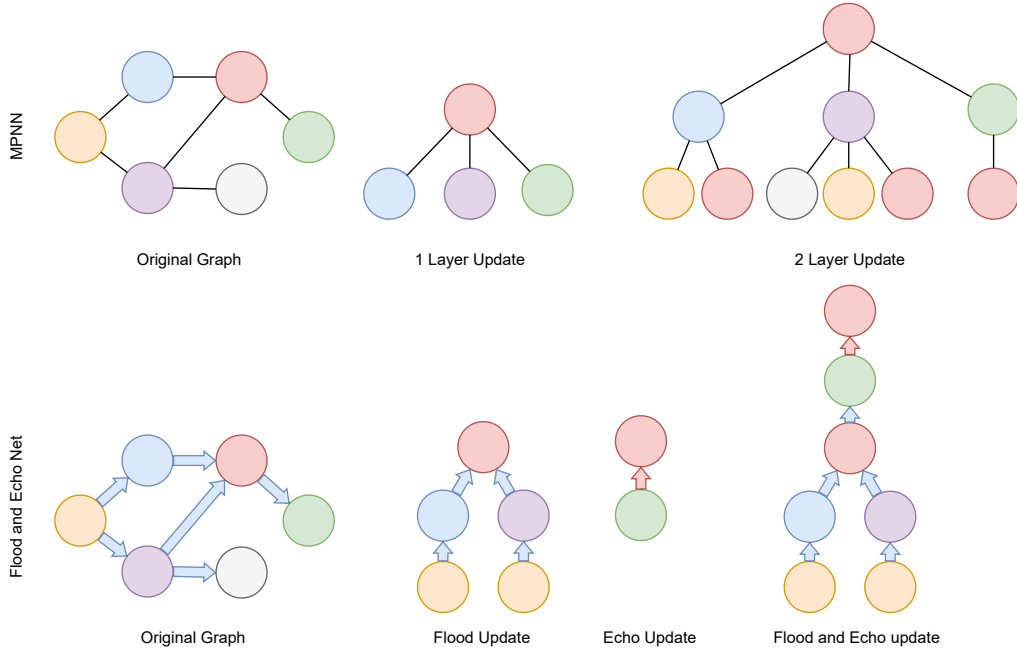 MPNN
Original Graph
1 Layer Update
2 Layer Update
Flood and Echo Net
Original Graph
Flood Update
Echo Update
Flood and Echo update